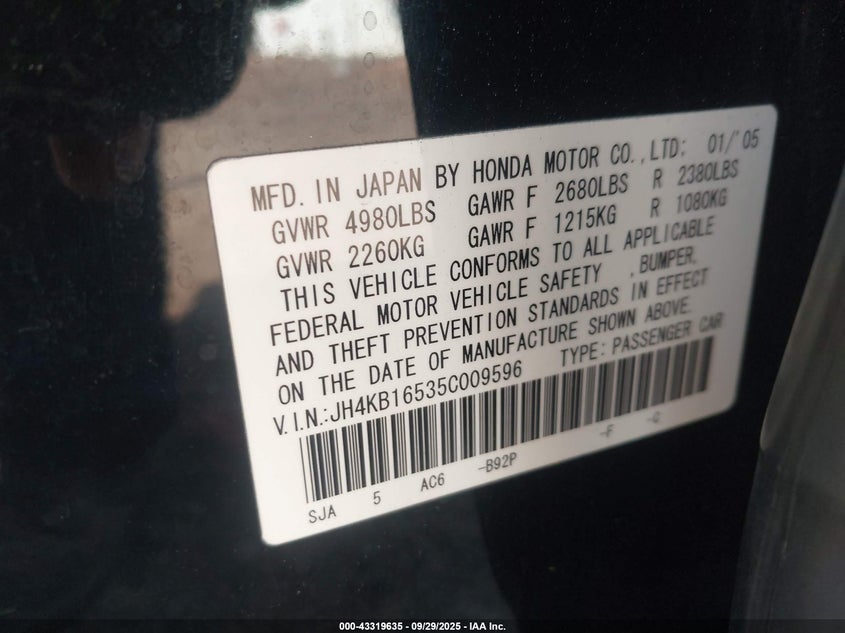 MFD. IN JAPAN BY HONDA MOTOR CO., LTD: 01/'05
GVWR 4980LBS GAWR F 2680LBS R 2380LBS
GVWR 2260KG GAWR F 1215KG R 1080KG
THIS VEHICLE CONFORMS TO ALL APPLICABLE
FEDERAL MOTOR VEHICLE SAFETY , BUMPER,
AND THEFT PREVENTION STANDARDS IN EFFECT
ON THE DATE OF MANUFACTURE SHOWN ABOVE.
V.I.N.:JH4KB16535C009596 TYPE: PASSENGER CAR
SJA 5 AC6 -B92P -F -G
000-43319635 - 09/29/2025 - IAA Inc.